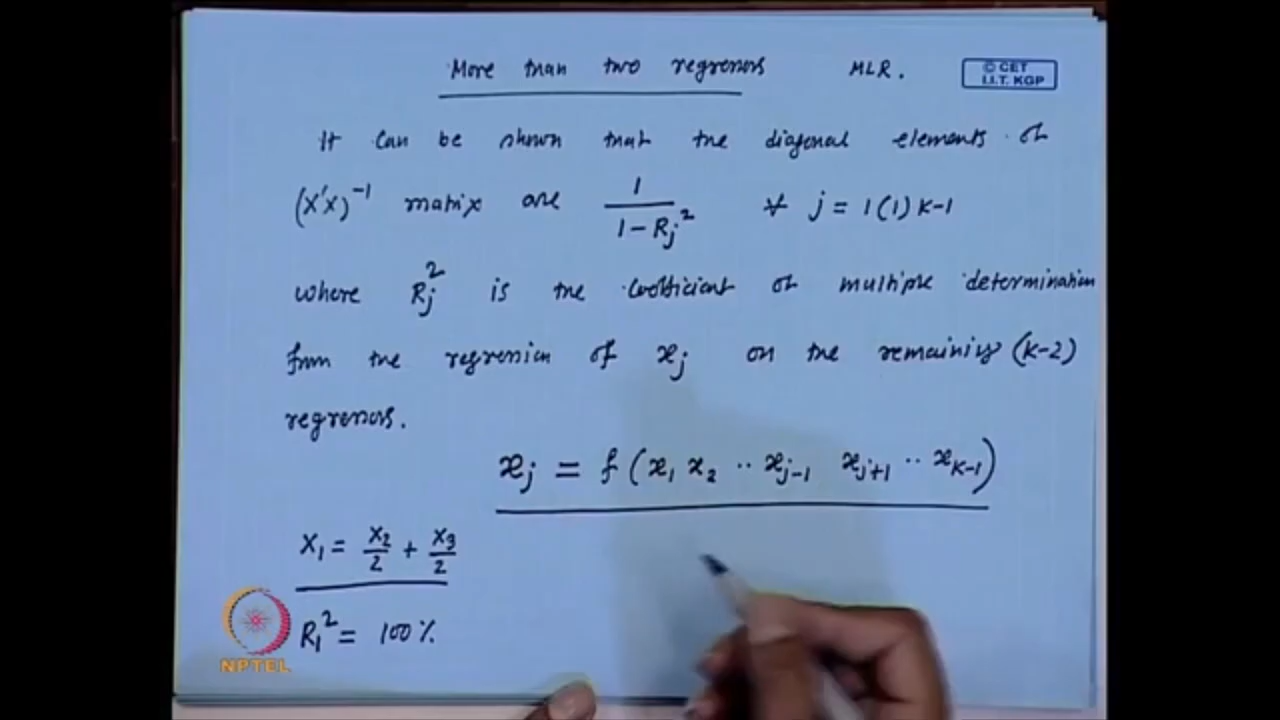 More than two regressors MLR.
© CET
I.I.T. KGP
It can be shown that the diagonal elements of
(X'X)⁻¹ matrix are 1/(1-Rj²) ∀ j = 1(1)K-1
where Rj² is the coefficient of multiple determination
from the regression of xj on the remaining (K-2)
regressors.
xj = f(x₁ x₂ ·· xj-1 xj+1 ·· xK-1)
X₁ = X₂/2 + X₃/2
R₁² = 100%
NPTEL